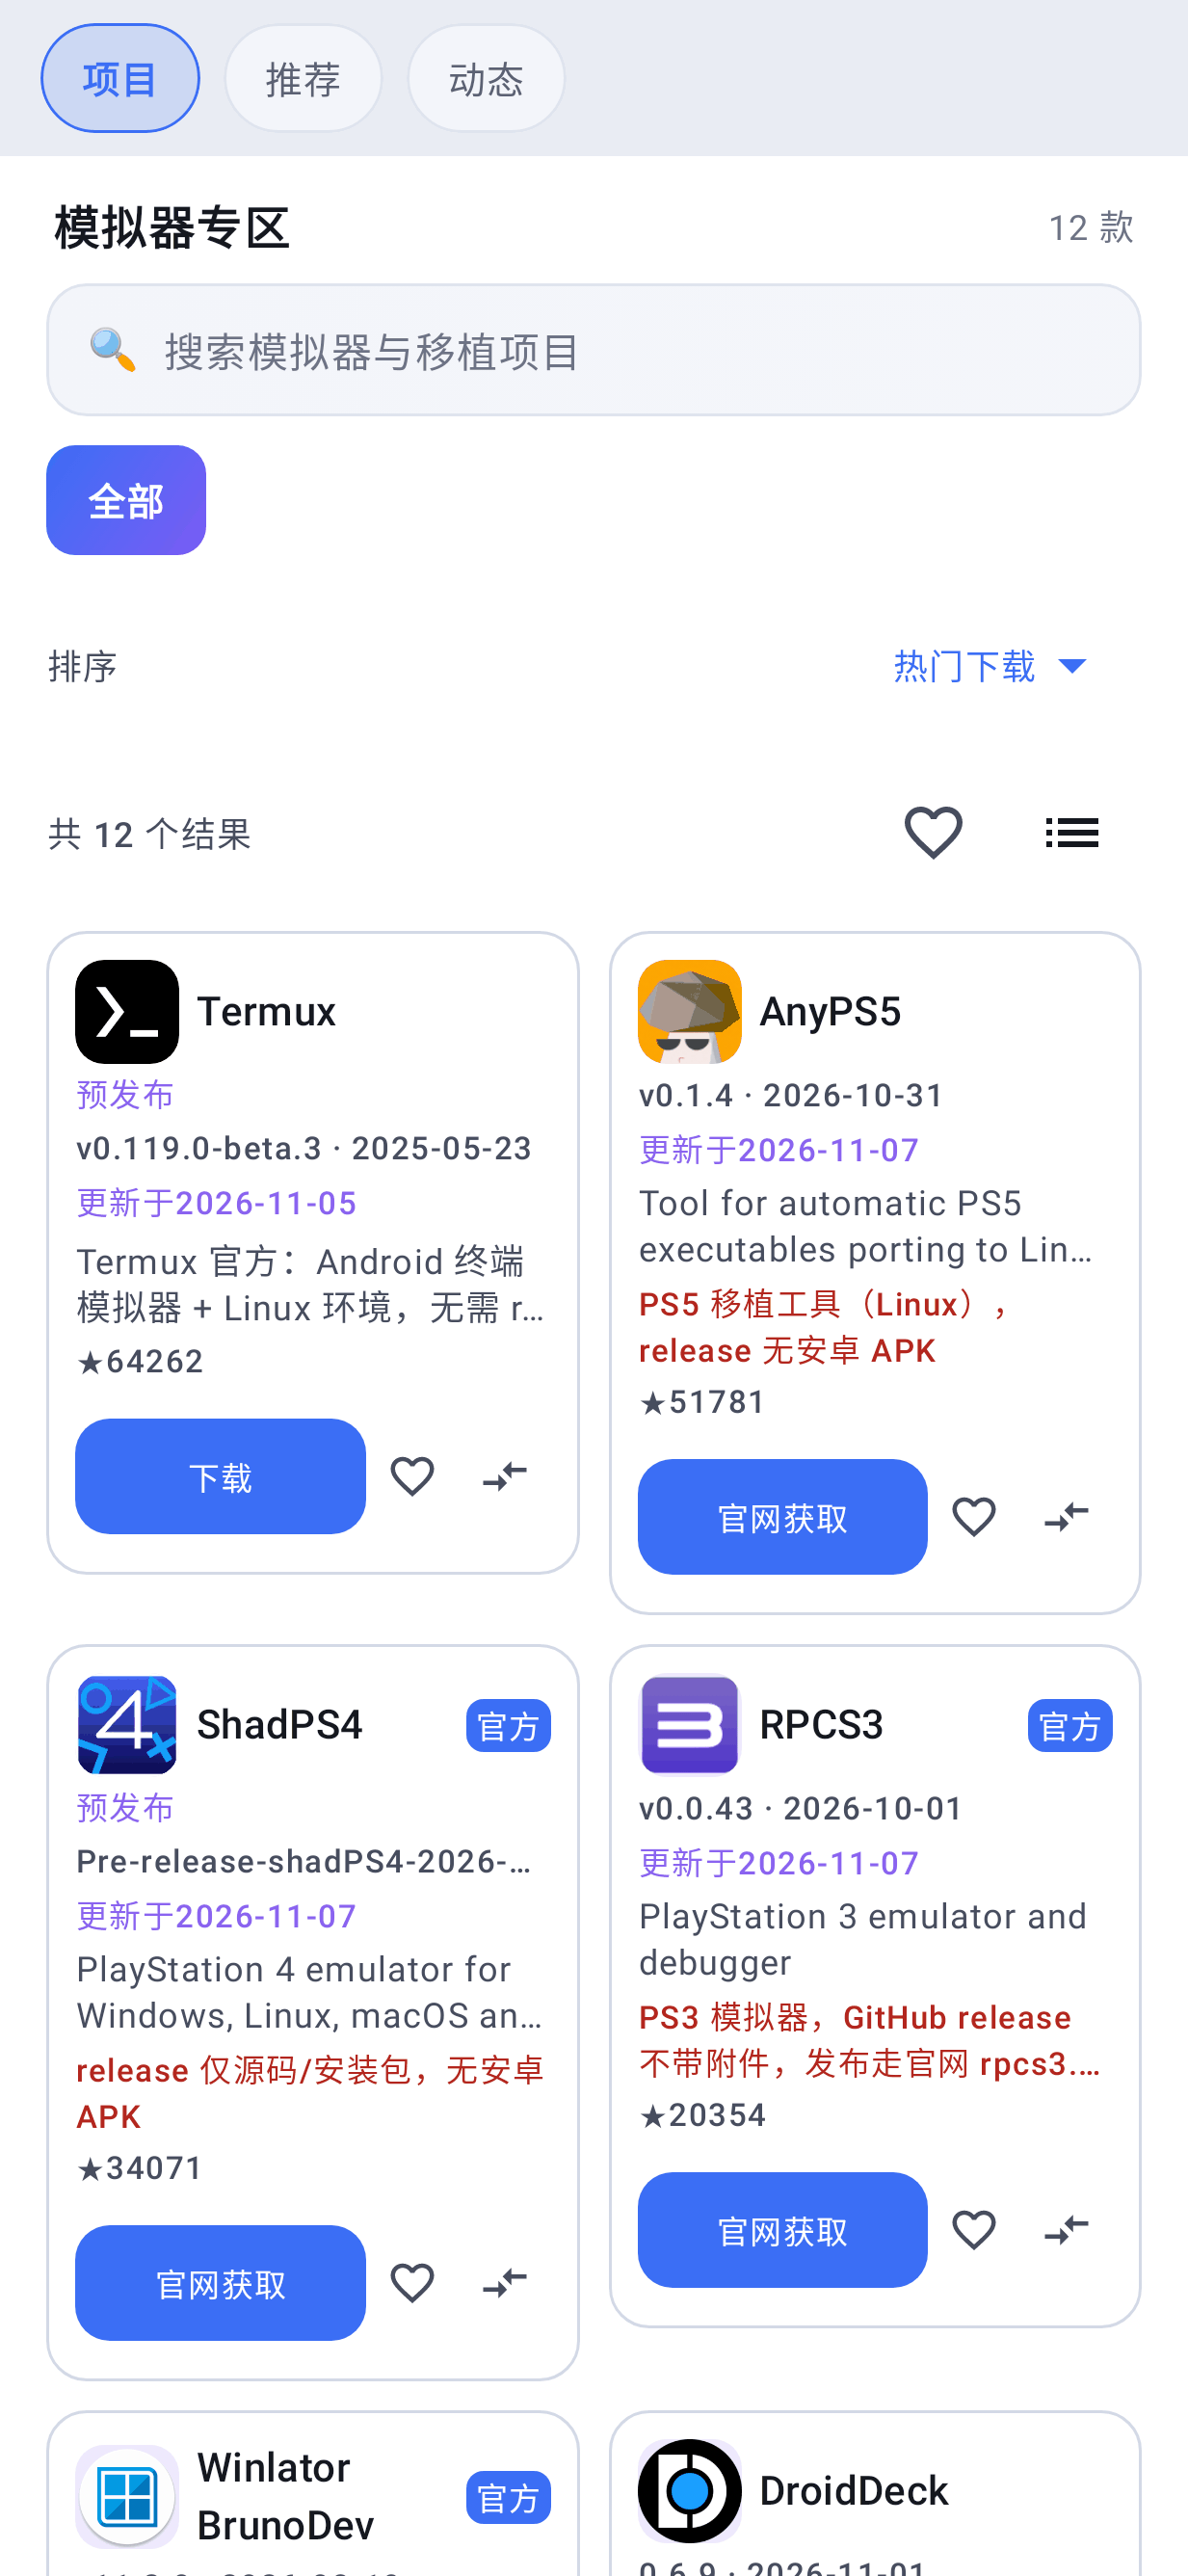 项目
推荐
动态
模拟器专区
12 款
搜索模拟器与移植项目
全部
排序
热门下载
共 12 个结果
Termux
预发布
v0.119.0-beta.3 · 2025-05-23
更新于2026-11-05
Termux 官方：Android 终端
模拟器 + Linux 环境，无需 r…
★64262
下载
AnyPS5
v0.1.4 · 2026-10-31
更新于2026-11-07
Tool for automatic PS5
executables porting to Lin…
PS5 移植工具（Linux），
release 无安卓 APK
★51781
官网获取
ShadPS4
官方
预发布
Pre-release-shadPS4-2026-…
更新于2026-11-07
PlayStation 4 emulator for
Windows, Linux, macOS an…
release 仅源码/安装包，无安卓
APK
★34071
官网获取
RPCS3
官方
v0.0.43 · 2026-10-01
更新于2026-11-07
PlayStation 3 emulator and
debugger
PS3 模拟器，GitHub release
不带附件，发布走官网 rpcs3.…
★20354
官网获取
Winlator
BrunoDev
官方
DroidDeck
0.6.9 · 2026-11-01